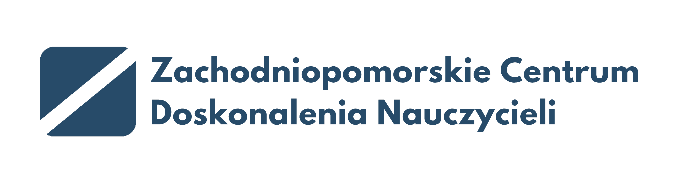 Zachodniopomorskie Centrum
Doskonalenia Nauczycieli